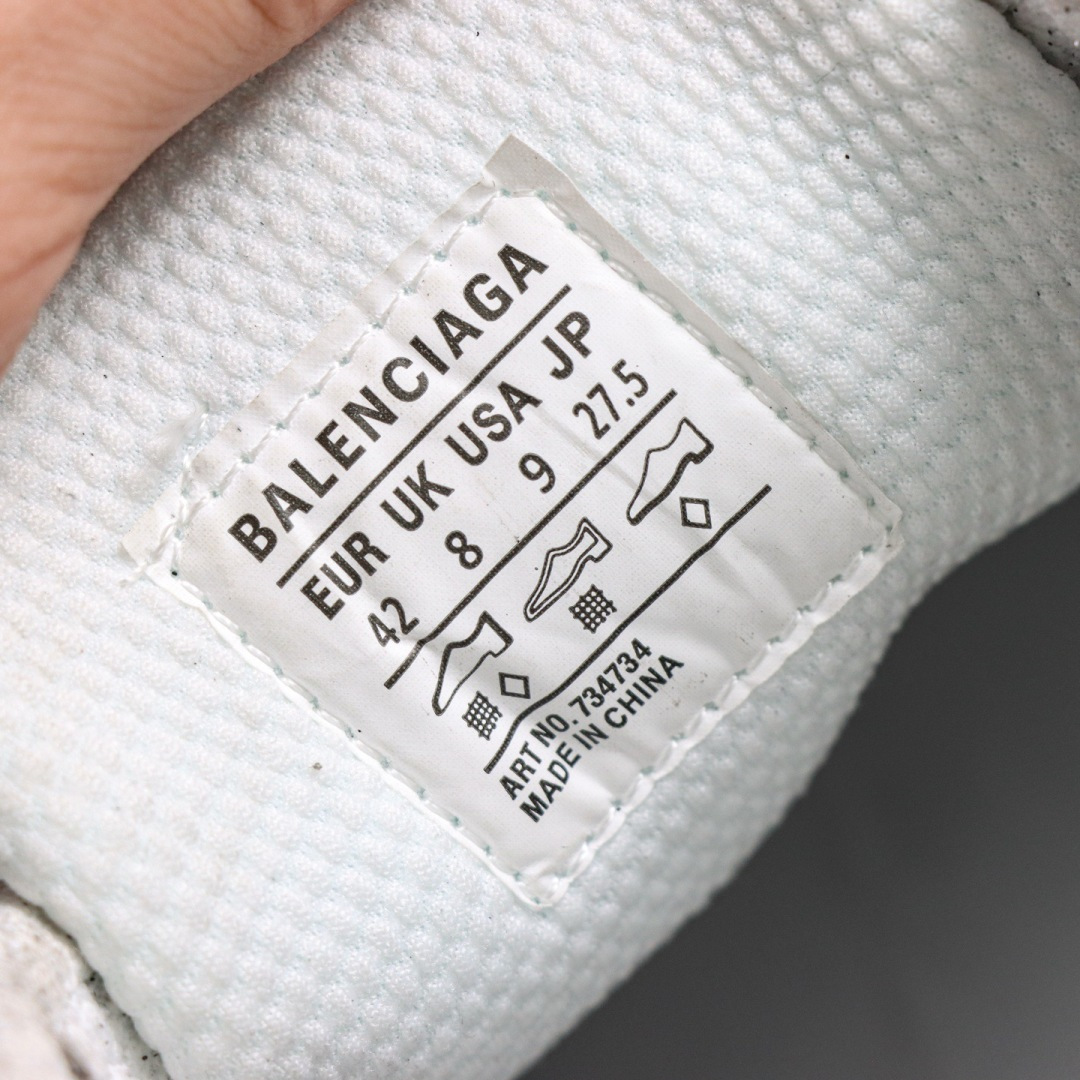 BALENCIAGA
EUR UK USA JP
42 8 9 27.5
ART NO. 734734
MADE IN CHINA